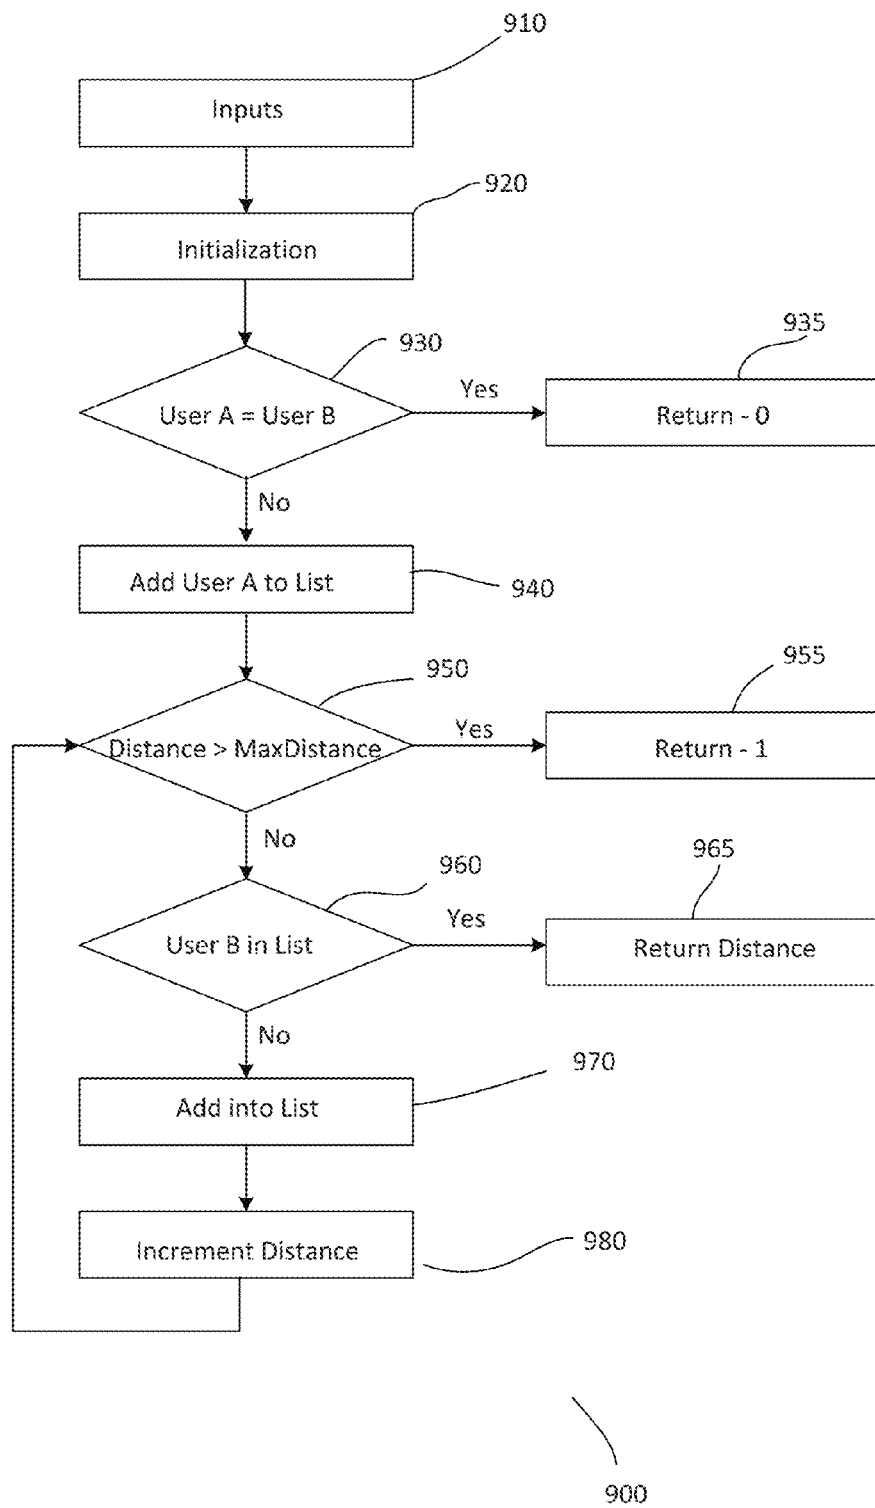 910
Inputs
920
Initialization
930
935
User A = User B
Yes
Return - 0
No
Add User A to List
940
950
955
Distance > MaxDistance
Yes
Return - 1
No
960
965
User B in List
Yes
Return Distance
No
970
Add into List
Increment Distance
980
900